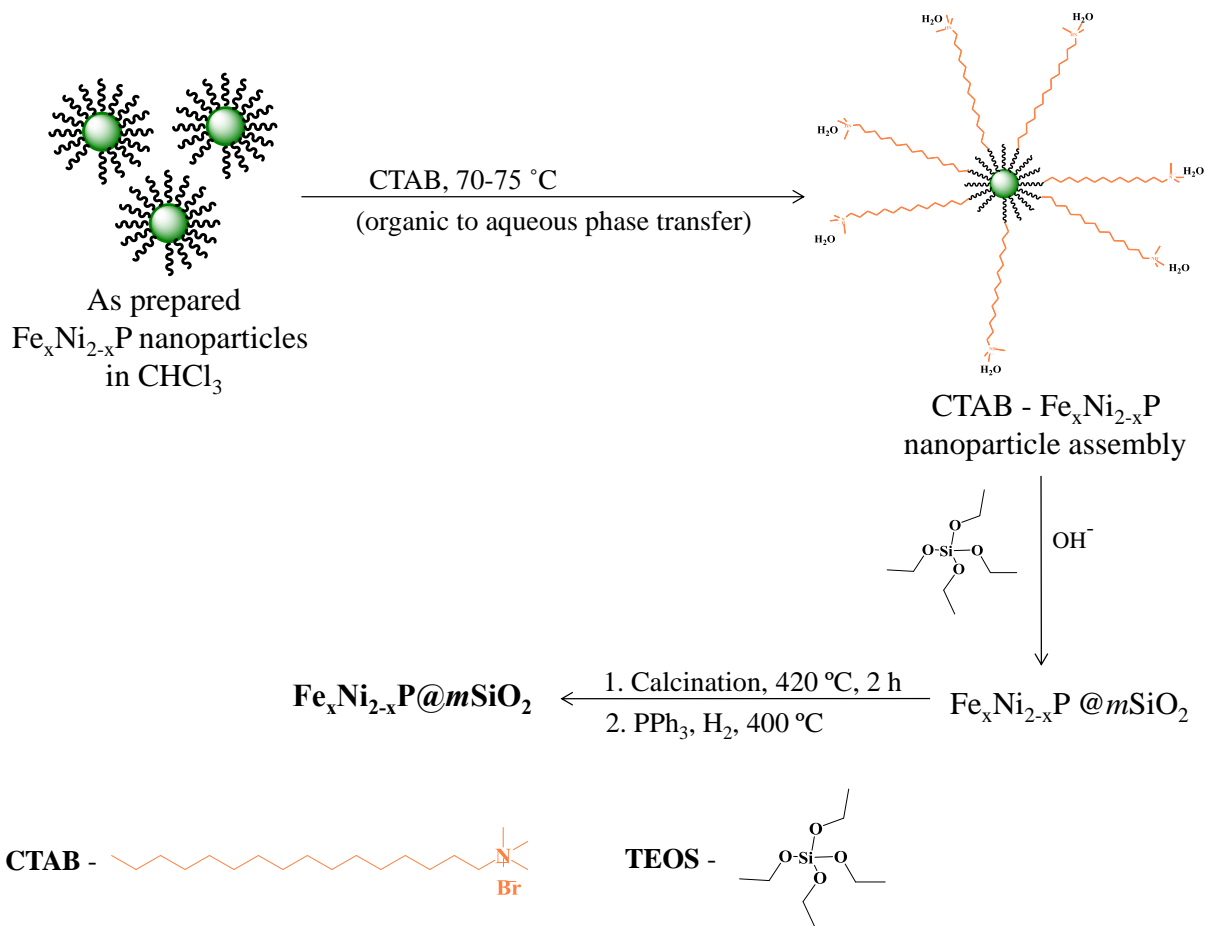 H₂O
H₂O
H₂O
H₂O
H₂O
H₂O
H₂O
CTAB, 70-75 ˚C
(organic to aqueous phase transfer)
As prepared
FeₓNi₂₋ₓP nanoparticles
in CHCl₃
CTAB - FeₓNi₂₋ₓP
nanoparticle assembly
O
O-Si-O
O
OH⁻
FeₓNi₂₋ₓP @mSiO₂
1. Calcination, 420 ºC, 2 h
2. PPh₃, H₂, 400 ºC
FeₓNi₂₋ₓP@mSiO₂
CTAB - N⁺
Br⁻
TEOS - O
O-Si-O
O